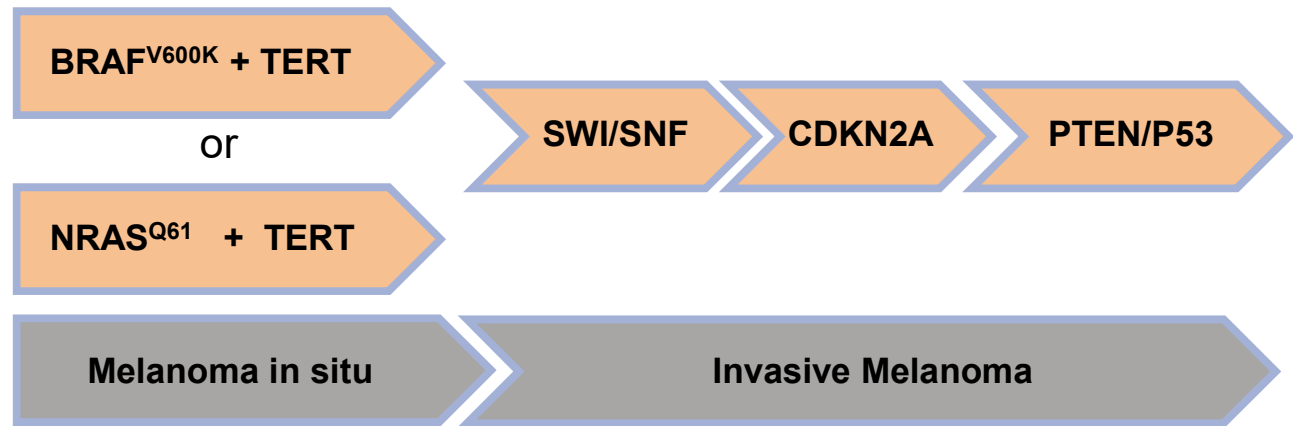 BRAFV600K + TERT
or
NRASQ61 + TERT
SWI/SNF
CDKN2A
PTEN/P53
Melanoma in situ
Invasive Melanoma